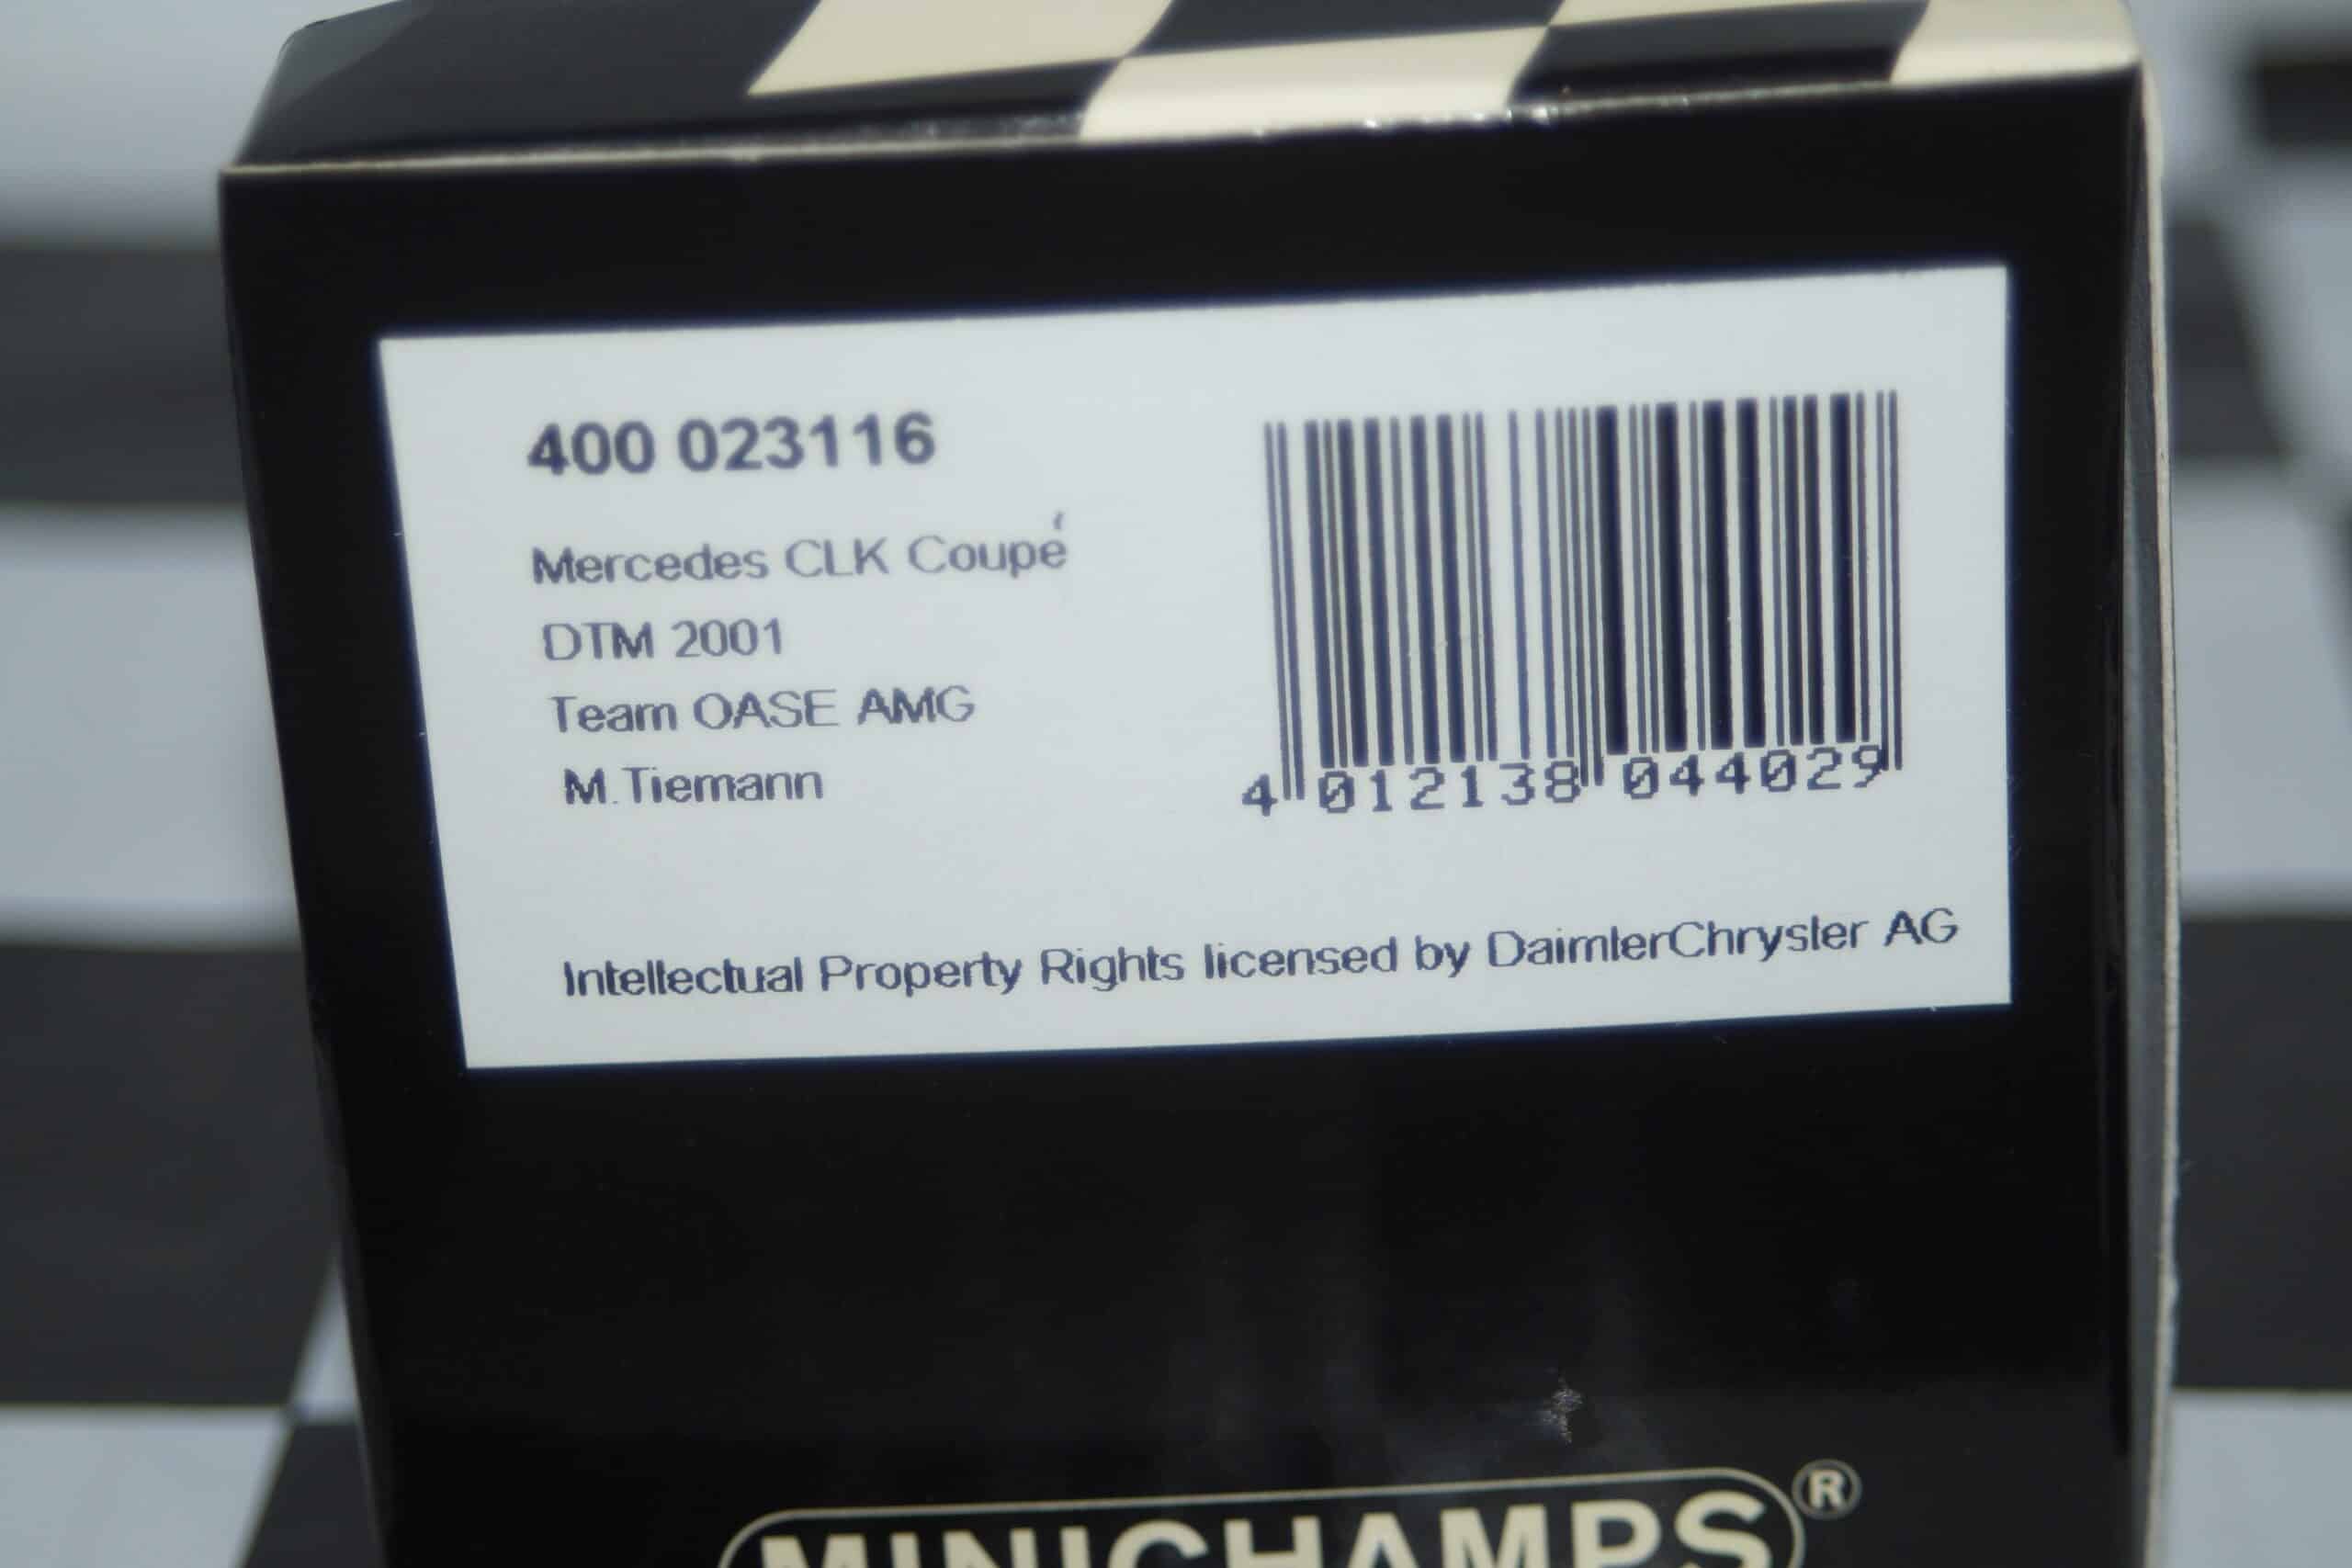 400 023116
Mercedes CLK Coupé
DTM 2001
Team OASE AMG
M.Tiemann
4 012138 044029
Intellectual Property Rights licensed by DaimlerChrysler AG
MINICHAMPS®